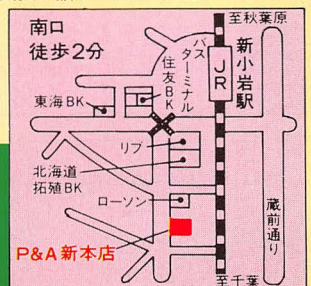 南口
徒歩2分
至秋葉原
バスターミナル
JR
新小岩駅
住友BK
東海BK
リブ
北海道
拓殖BK
ローソン
蔵前通り
P&A新本店
至千葉